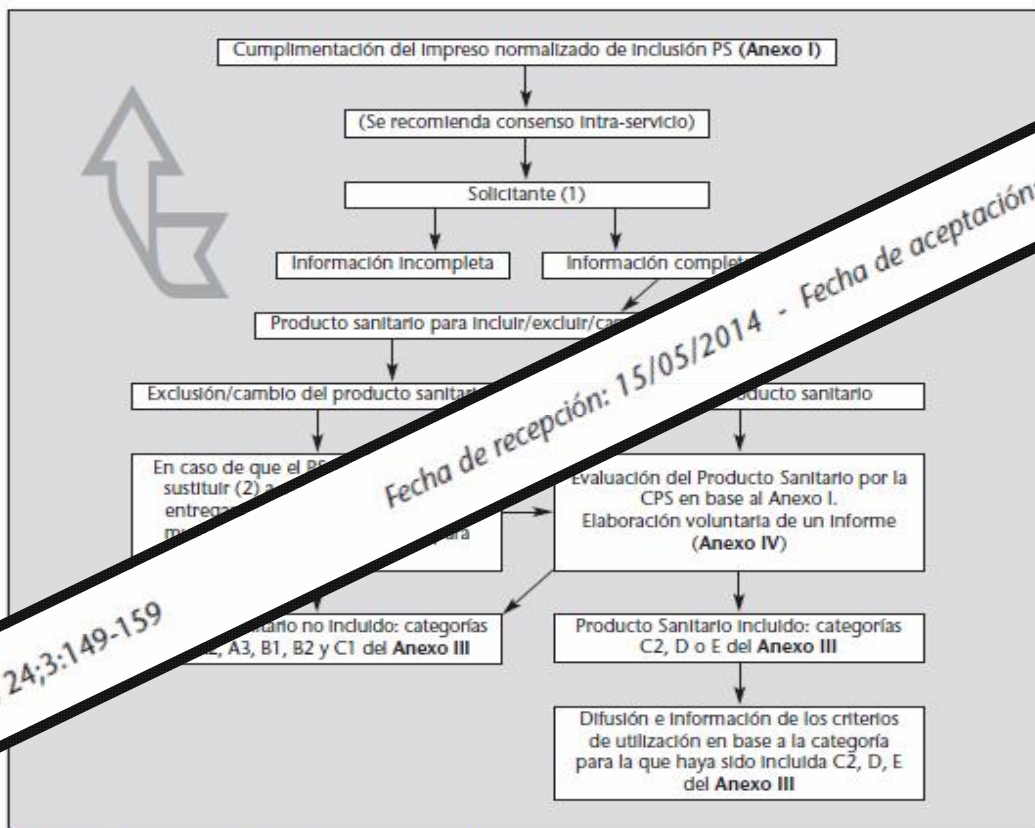 Cumplimentación del impreso normalizado de inclusión PS (Anexo I)
(Se recomienda consenso intra-servicio)
Solicitante (1)
Información incompleta
Información complet
Producto sanitario para incluir/excluir/ca
Exclusión/cambio del producto sanitari
ducto sanitario
En caso de que el PS
sustituir (2) a
entrega
m
para
Evaluación del Producto Sanitario por la
CPS en base al Anexo I.
Elaboración voluntaria de un informe
(Anexo IV)
itario no incluido: categorías
A3, B1, B2 y C1 del Anexo III
Producto Sanitario incluido: categorías
C2, D o E del Anexo III
Difusión e información de los criterios
de utilización en base a la categoría
para la que haya sido incluida C2, D, E
del Anexo III
24;3:149-159
Fecha de recepción: 15/05/2014 - Fecha de aceptación: